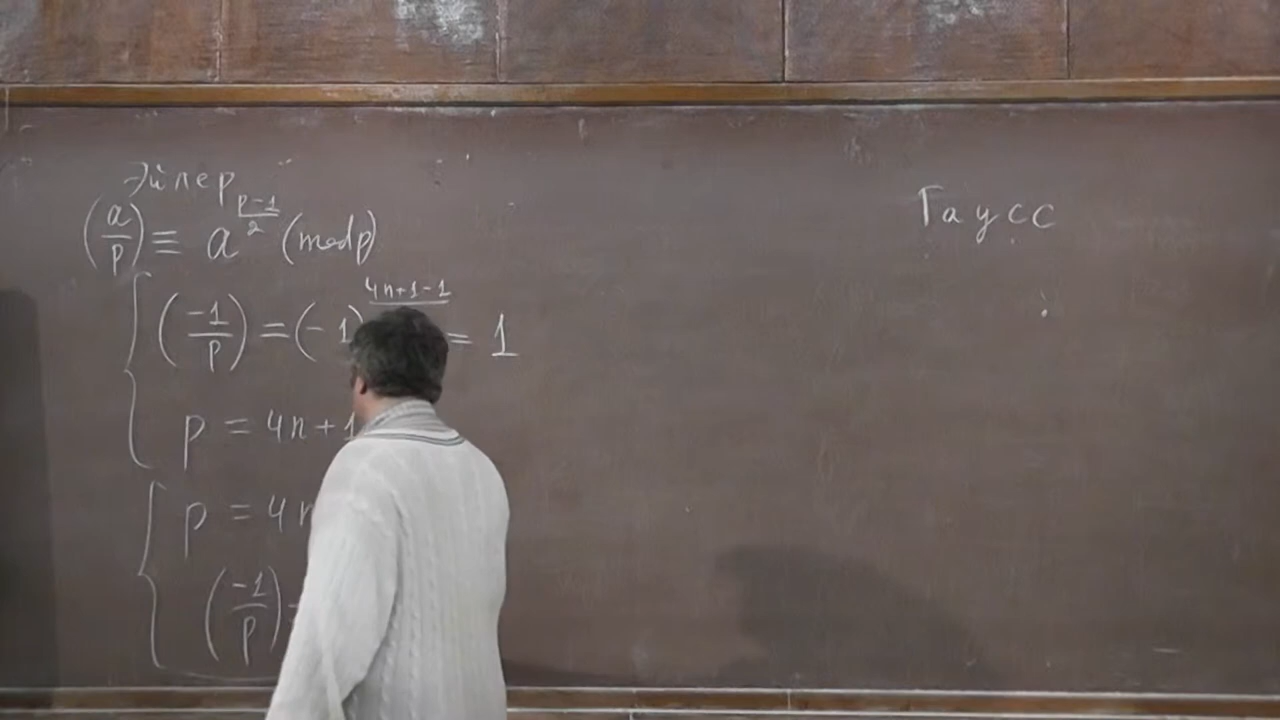 Эйлер
(a/p) ≡ a^{(p-1)/2} (mod p)
(-1/p) = (-1)^{(4n+1-1)/} = 1
p = 4n+1
p = 4n
(-1/p)
Гаусс